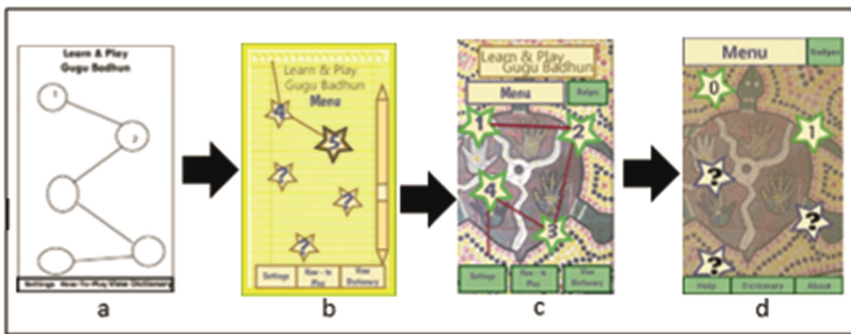 Learn & Play
Gugu Badhun
1
2
Settings How-To-Play View Dictionary
a
Learn & Play
Gugu Badhun
Menu
4
5
?
?
?
Settings
How - to
Play
View
Dictionary
b
Learn & Play
Gugu Badhun
Menu
Badges
1
2
4
3
Settings
How - to
Play
View
Dictionary
c
Menu
Badges
0
1
?
?
?
Help
Dictionary
About
d